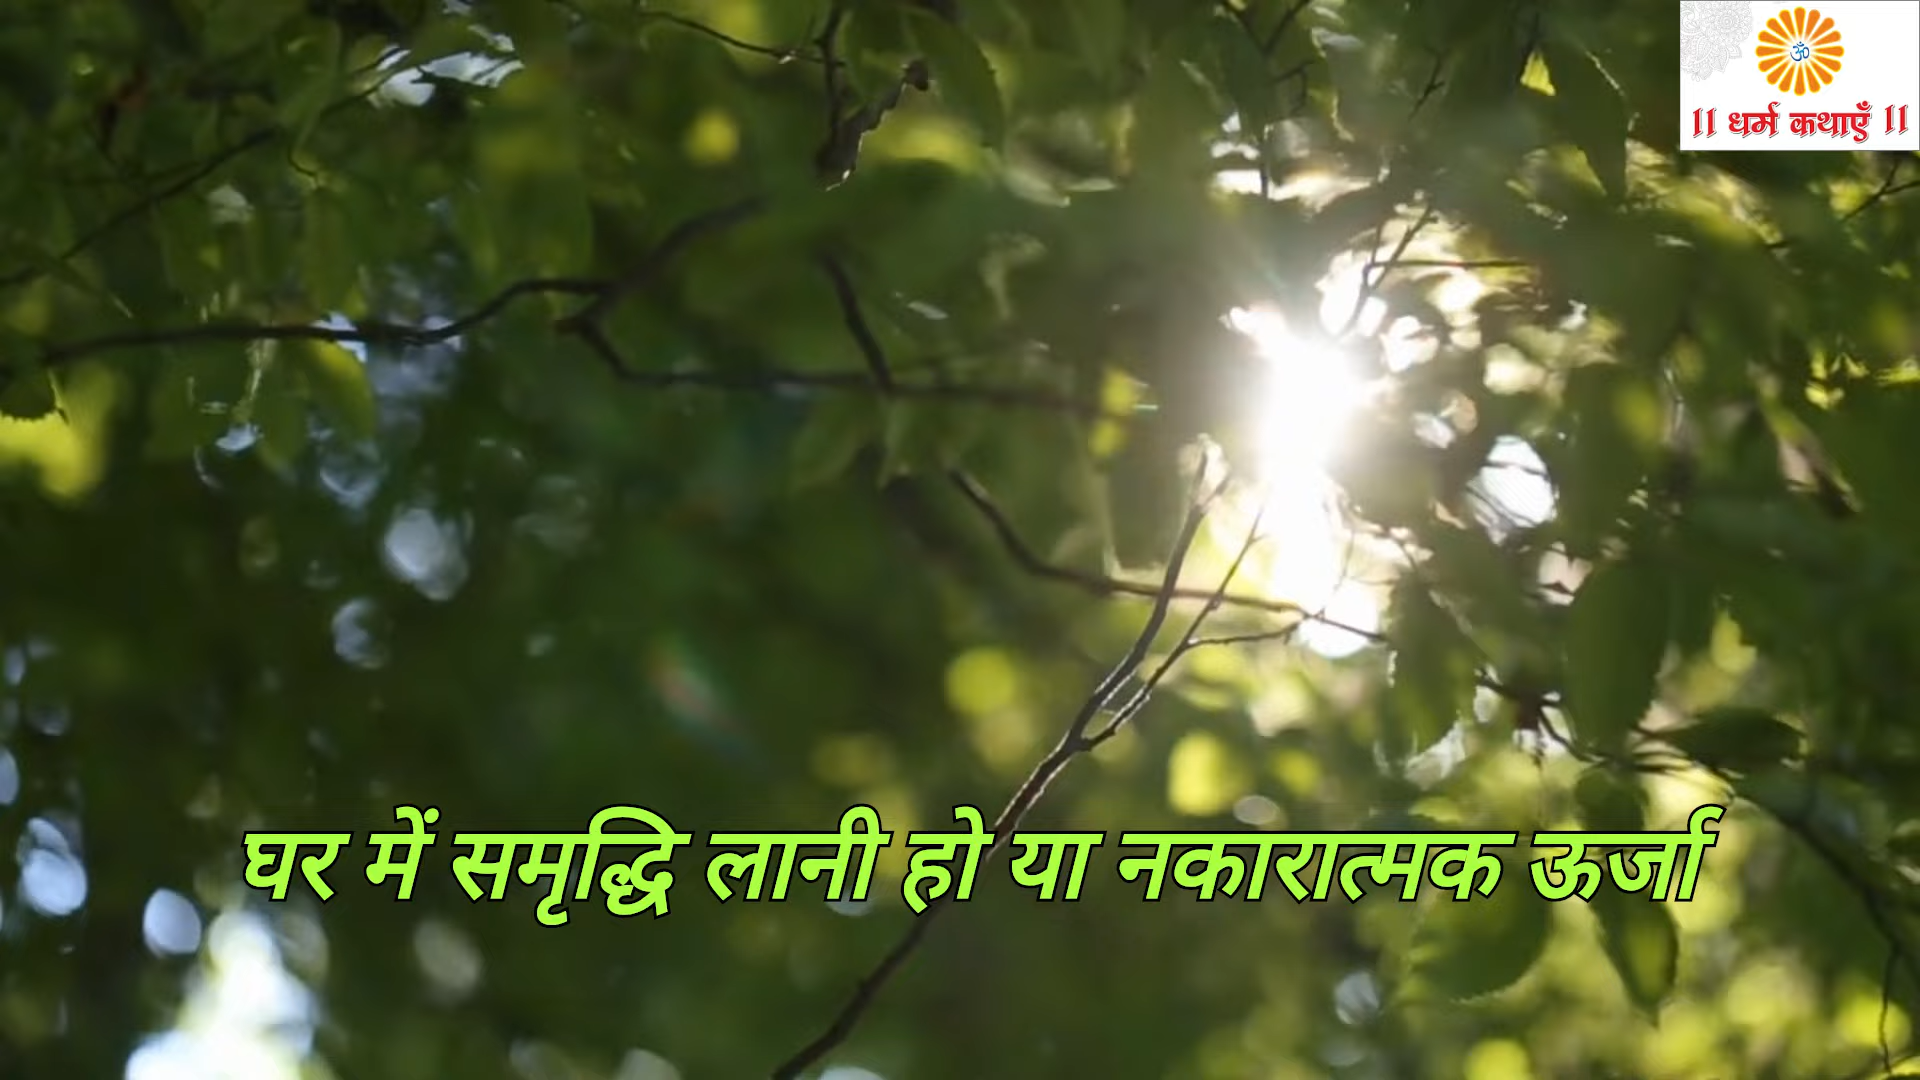 ॐ
।। धर्म कथाएँ ।।
घर में समृद्धि लानी हो या नकारात्मक ऊर्जा